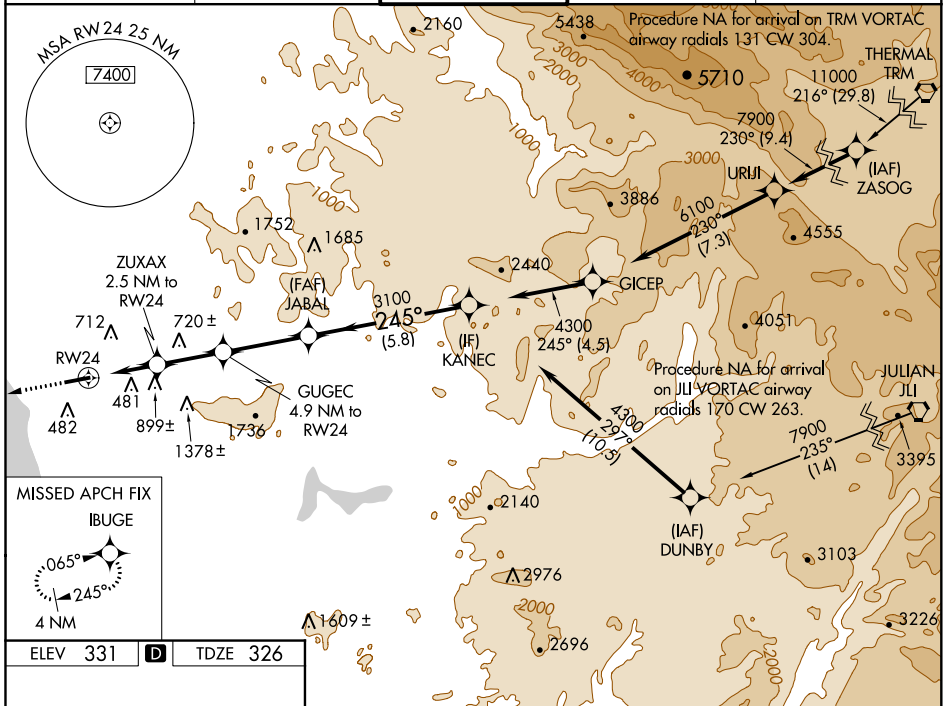 MSA RW 24 25 NM
7400
2160
5438
3000
2000
4000
5710
Procedure NA for arrival on TRM VORTAC
airway radials 131 CW 304.
THERMAL
TRM
11000
216° (29.8)
7900
230° (9.4)
(IAF)
ZASOG
URIJI
3000
1000
1000
3886
6100
230°
(7.3)
4555
1752
1685
2440
GICEP
ZUXAX
2.5 NM to
RW24
(FAF)
JABAL
3100
245°
(5.8)
(IF)
KANEC
4300
245° (4.5)
4051
712
720 ±
RW24
481
482
899±
1378 ±
1736
GUGEC
4.9 NM to
RW24
Procedure NA for arrival
on JLI VORTAC airway
radials 170 CW 263.
JULIAN
JLI
7900
235°
(14)
3395
4300
297°
(10.5)
(IAF)
DUNBY
1000
2140
2976
2000
2696
1609 ±
3103
3226
2000
MISSED APCH FIX
IBUGE
065°
245°
4 NM
ELEV 331 D TDZE 326